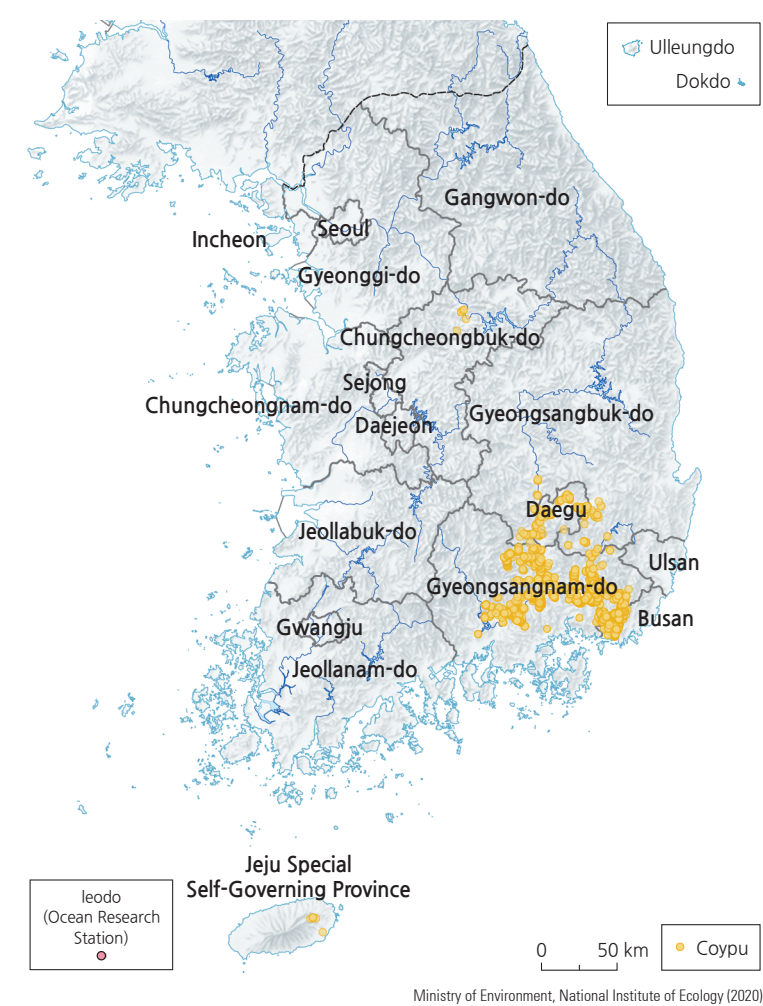 Ulleungdo
Dokdo
Gangwon-do
Seoul
Incheon
Gyeonggi-do
Chungcheongbuk-do
Sejong
Chungcheongnam-do
Gyeongsangbuk-do
Daejeon
Daegu
Jeollabuk-do
Ulsan
Gyeongsangnam-do
Busan
Gwangju
Jeollanam-do
Jeju Special
Self-Governing Province
Ieodo
(Ocean Research
Station)
0 50 km
Coypu
Ministry of Environment, National Institute of Ecology (2020)